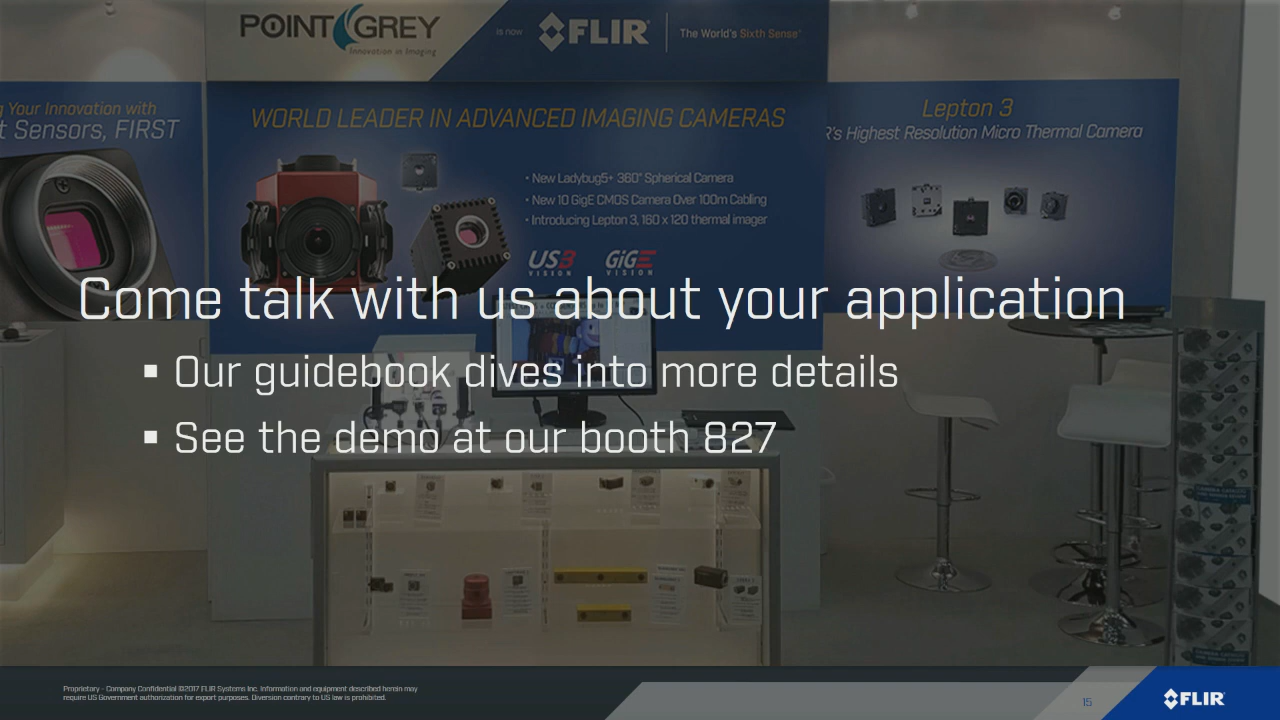 POINT GREY
Innovation in Imaging
is now
FLIR
The World's Sixth Sense®
g Your Innovation with
t Sensors, FIRST
WORLD LEADER IN ADVANCED IMAGING CAMERAS
• New Ladybug5+ 360° Spherical Camera
• New 10 GigE CMOS Camera Over 100m Cabling
• Introducing Lepton 3, 160 x 120 thermal imager
USB VISION
GIGE VISION
Lepton 3
R's Highest Resolution Micro Thermal Camera
Come talk with us about your application
▪ Our guidebook dives into more details
▪ See the demo at our booth 827
Proprietary - Company Confidential ©2017 FLIR Systems Inc. Information and equipment described herein may
require US Government authorization for export purposes. Diversion contrary to US law is prohibited.
15
FLIR